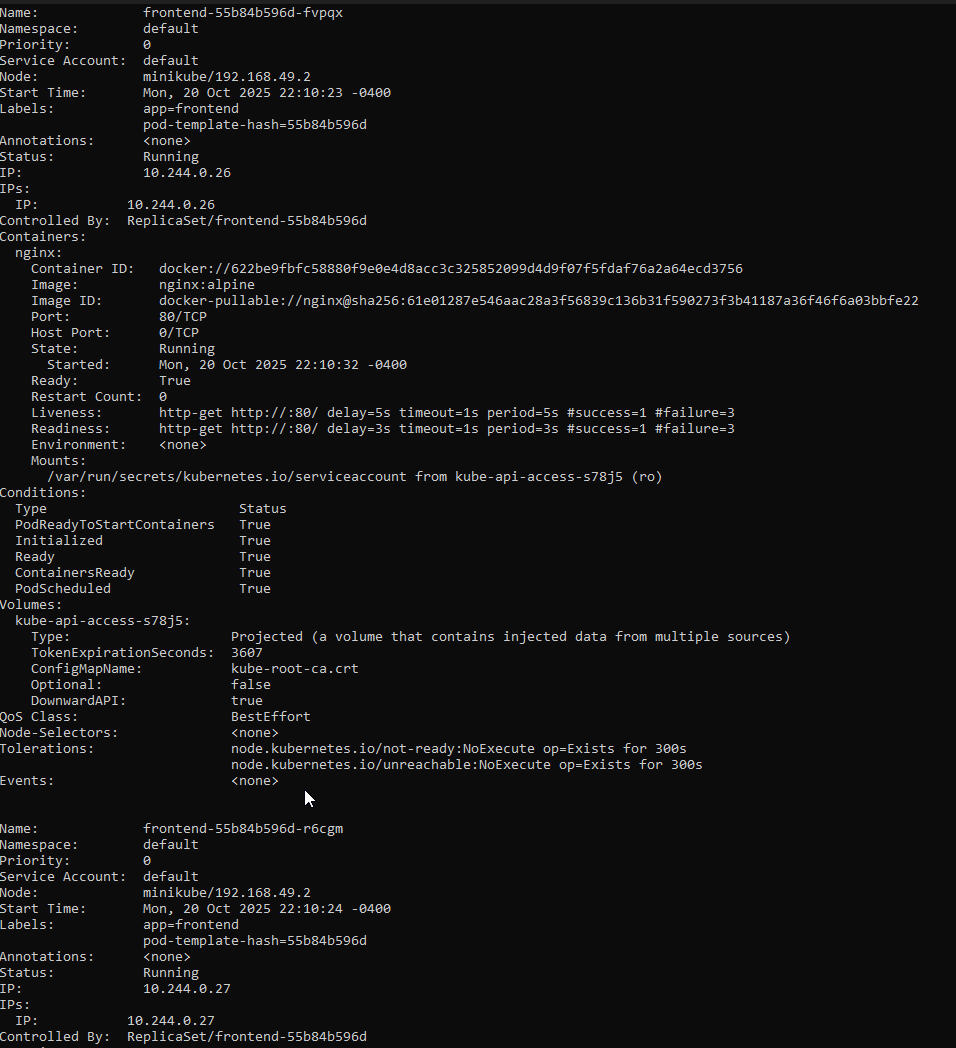 Name:             frontend-55b84b596d-fvpqx
Namespace:        default
Priority:         0
Service Account:  default
Node:             minikube/192.168.49.2
Start Time:       Mon, 20 Oct 2025 22:10:23 -0400
Labels:           app=frontend
                  pod-template-hash=55b84b596d
Annotations:      <none>
Status:           Running
IP:               10.244.0.26
IPs:
  IP:           10.244.0.26
Controlled By:  ReplicaSet/frontend-55b84b596d
Containers:
  nginx:
    Container ID:   docker://622be9fbfc58880f9e0e4d8acc3c325852099d4d9f07f5fdaf76a2a64ecd3756
    Image:          nginx:alpine
    Image ID:       docker-pullable://nginx@sha256:61e01287e546aac28a3f56839c136b31f590273f3b41187a36f46f6a03bbfe22
    Port:           80/TCP
    Host Port:      0/TCP
    State:          Running
      Started:      Mon, 20 Oct 2025 22:10:32 -0400
    Ready:          True
    Restart Count:  0
    Liveness:       http-get http://:80/ delay=5s timeout=1s period=5s #success=1 #failure=3
    Readiness:      http-get http://:80/ delay=3s timeout=1s period=3s #success=1 #failure=3
    Environment:    <none>
    Mounts:
      /var/run/secrets/kubernetes.io/serviceaccount from kube-api-access-s78j5 (ro)
Conditions:
  Type                        Status
  PodReadyToStartContainers   True
  Initialized                 True
  Ready                       True
  ContainersReady             True
  PodScheduled                True
Volumes:
  kube-api-access-s78j5:
    Type:                    Projected (a volume that contains injected data from multiple sources)
    TokenExpirationSeconds:  3607
    ConfigMapName:           kube-root-ca.crt
    Optional:                false
    DownwardAPI:             true
QoS Class:                   BestEffort
Node-Selectors:              <none>
Tolerations:                 node.kubernetes.io/not-ready:NoExecute op=Exists for 300s
                             node.kubernetes.io/unreachable:NoExecute op=Exists for 300s
Events:                      <none>

Name:             frontend-55b84b596d-r6cgm
Namespace:        default
Priority:         0
Service Account:  default
Node:             minikube/192.168.49.2
Start Time:       Mon, 20 Oct 2025 22:10:24 -0400
Labels:           app=frontend
                  pod-template-hash=55b84b596d
Annotations:      <none>
Status:           Running
IP:               10.244.0.27
IPs:
  IP:           10.244.0.27
Controlled By:  ReplicaSet/frontend-55b84b596d